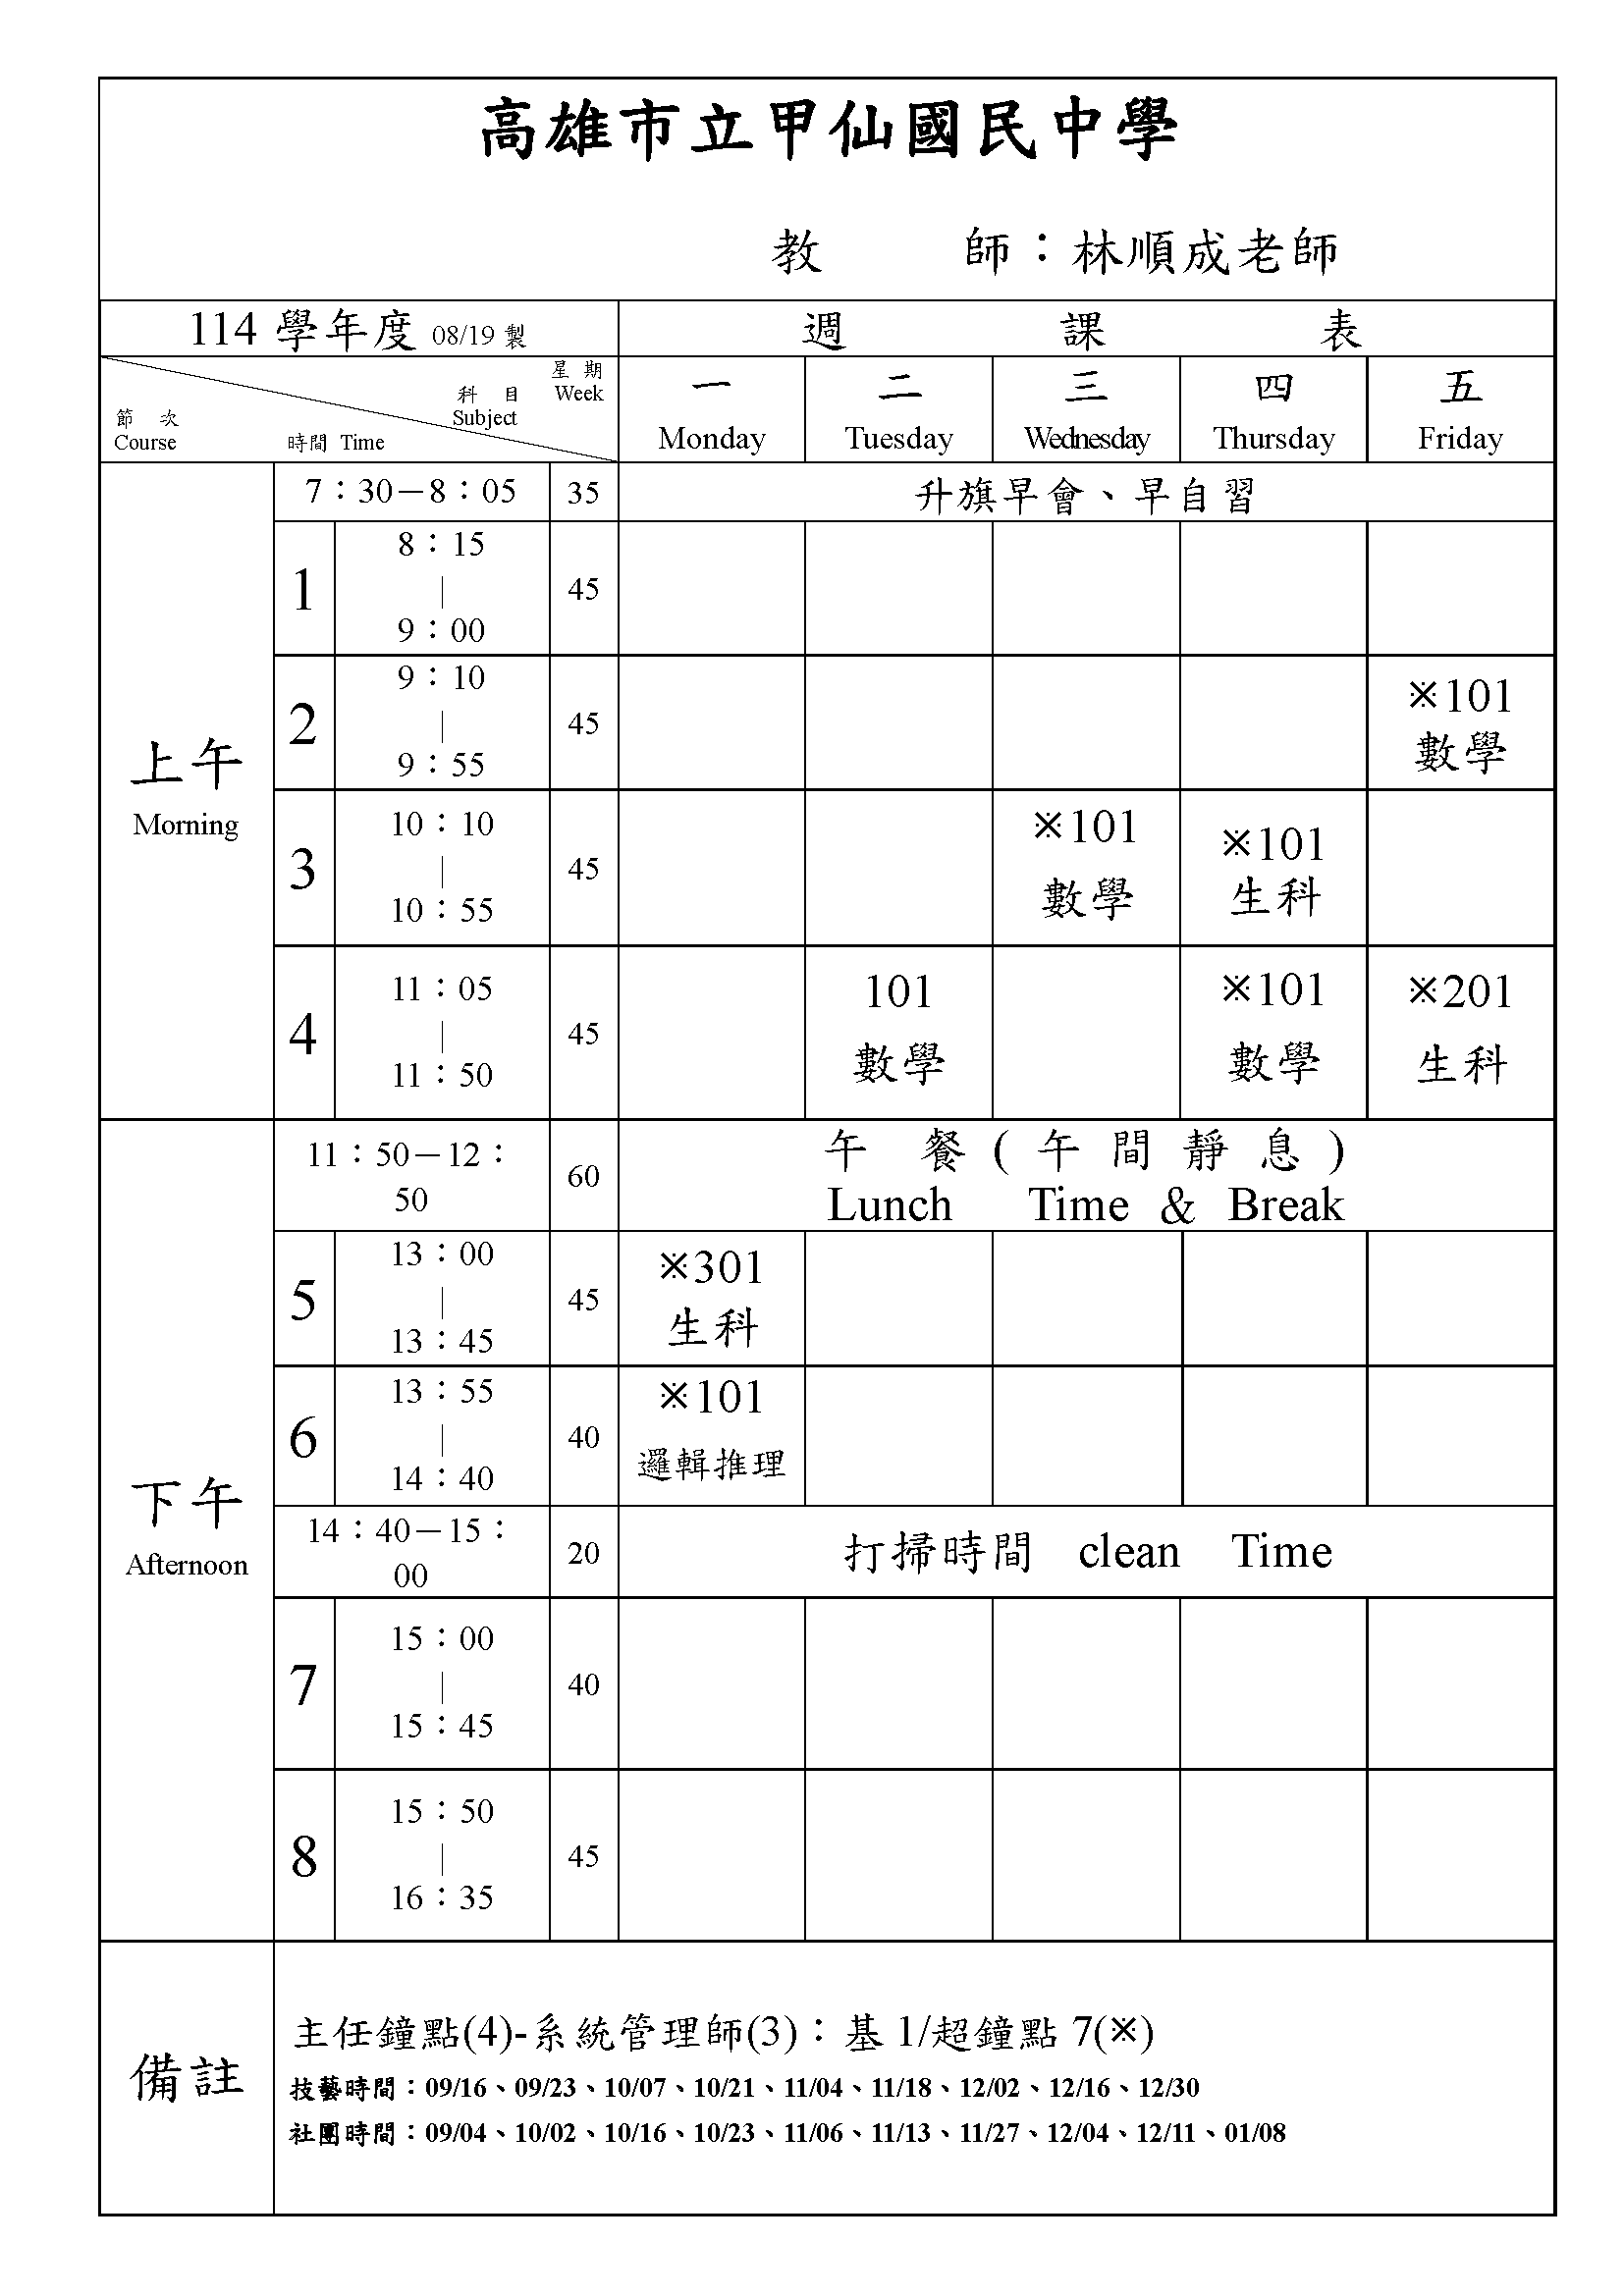 高雄市立甲仙國民中學
教 師：林順成老師
114 學年度 08/19 製
週 課 表
星 期
Week
科 目
Subject
節 次
Course
時間 Time
一
Monday
二
Tuesday
三
Wednesday
四
Thursday
五
Friday
上午
Morning
7：30－8：05
35
升旗早會、早自習
1
8：15
｜
9：00
45
2
9：10
｜
9：55
45
※101
數學
3
10：10
｜
10：55
45
※101
數學
※101
生科
4
11：05
｜
11：50
45
101
數學
※101
數學
※201
生科
下午
Afternoon
11：50－12：
50
60
午 餐 ( 午 間 靜 息 )
Lunch Time & Break
5
13：00
｜
13：45
45
※301
生科
6
13：55
｜
14：40
40
※101
邏輯推理
14：40－15：
00
20
打掃時間 clean Time
7
15：00
｜
15：45
40
8
15：50
｜
16：35
45
備註
主任鐘點(4)-系統管理師(3)：基 1/超鐘點 7(※)
技藝時間：09/16、09/23、10/07、10/21、11/04、11/18、12/02、12/16、12/30
社團時間：09/04、10/02、10/16、10/23、11/06、11/13、11/27、12/04、12/11、01/08